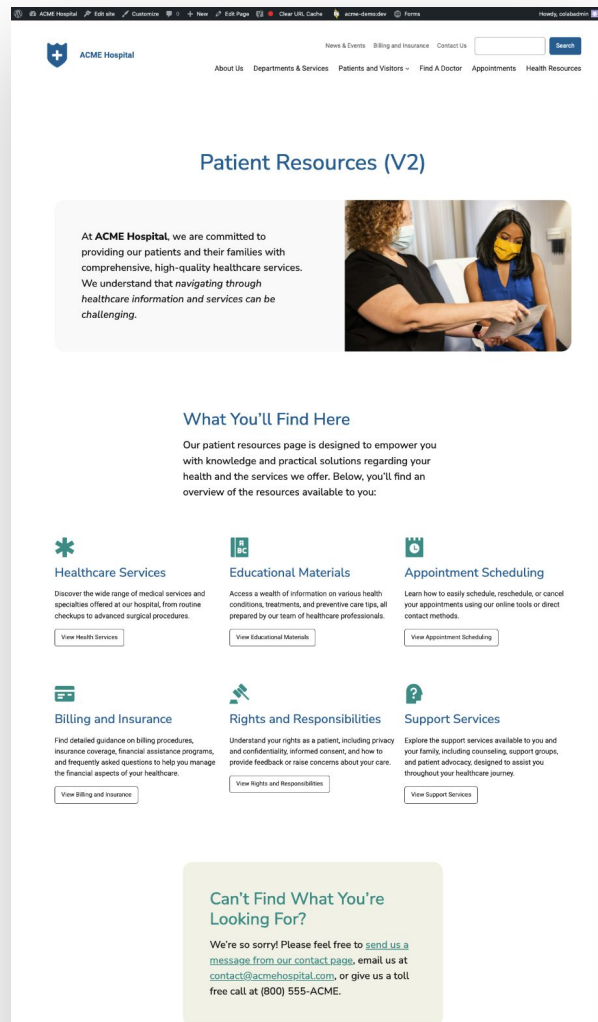 ACME Hospital Edit site Customize 0 + New Edit Page Clear URL Cache acme-demo:dev Forms Howdy, colabadmin
News & Events Billing and Insurance Contact Us Search
ACME Hospital
About Us Departments & Services Patients and Visitors Find A Doctor Appointments Health Resources
Patient Resources (V2)
At ACME Hospital, we are committed to
providing our patients and their families with
comprehensive, high-quality healthcare services.
We understand that navigating through
healthcare information and services can be
challenging.
What You’ll Find Here
Our patient resources page is designed to empower you
with knowledge and practical solutions regarding your
health and the services we offer. Below, you’ll find an
overview of the resources available to you:
Healthcare Services
Discover the wide range of medical services and
specialties offered at our hospital, from routine
checkups to advanced surgical procedures.
View Health Services
A
BC
Educational Materials
Access a wealth of information on various health
conditions, treatments, and preventive care tips, all
prepared by our team of healthcare professionals.
View Educational Materials
Appointment Scheduling
Learn how to easily schedule, reschedule, or cancel
your appointments using our online tools or direct
contact methods.
View Appointment Scheduling
Billing and Insurance
Find detailed guidance on billing procedures,
insurance coverage, financial assistance programs,
and frequently asked questions to help you manage
the financial aspects of your healthcare.
View Billing and Insurance
Rights and Responsibilities
Understand your rights as a patient, including privacy
and confidentiality, informed consent, and how to
provide feedback or raise concerns about your care.
View Rights and Responsibilities
?
Support Services
Explore the support services available to you and
your family, including counseling, support groups,
and patient advocacy, designed to assist you
throughout your healthcare journey.
View Support Services
Can’t Find What You’re
Looking For?
We’re so sorry! Please feel free to send us a
message from our contact page, email us at
contact@acmehospital.com, or give us a toll
free call at (800) 555-ACME.